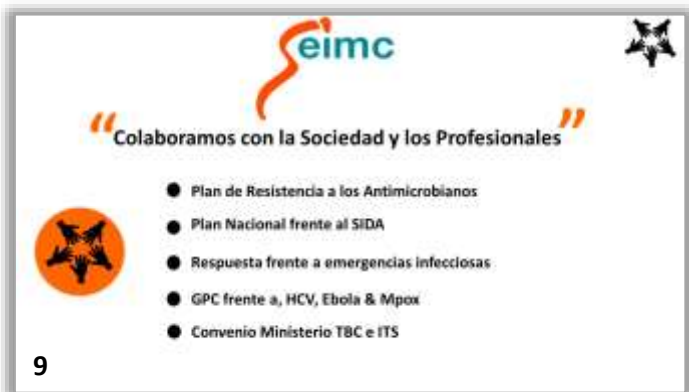 Seimc
“Colaboramos con la Sociedad y los Profesionales”
● Plan de Resistencia a los Antimicrobianos
● Plan Nacional frente al SIDA
● Respuesta frente a emergencias infecciosas
● GPC frente a, HCV, Ebola & Mpox
● Convenio Ministerio TBC e ITS
9